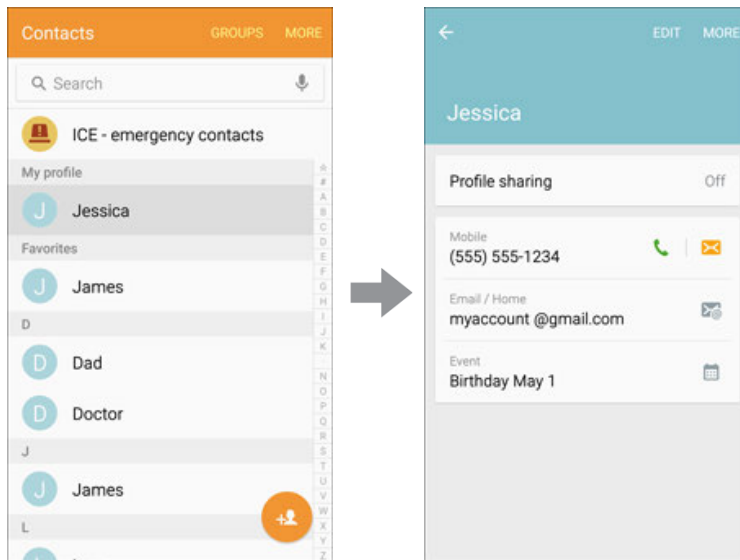 Contacts GROUPS MORE
Search
ICE - emergency contacts
My profile
J Jessica
Favorites
J James
D
D Dad
D Doctor
J
J James
L
#
A
B
C
D
E
F
G
H
I
J
K
N
O
P
Q
R
S
T
U
V
W
X
Y
Z
EDIT MORE
Jessica
Profile sharing Off
Mobile
(555) 555-1234
Email / Home
myaccount @gmail.com
Event
Birthday May 1